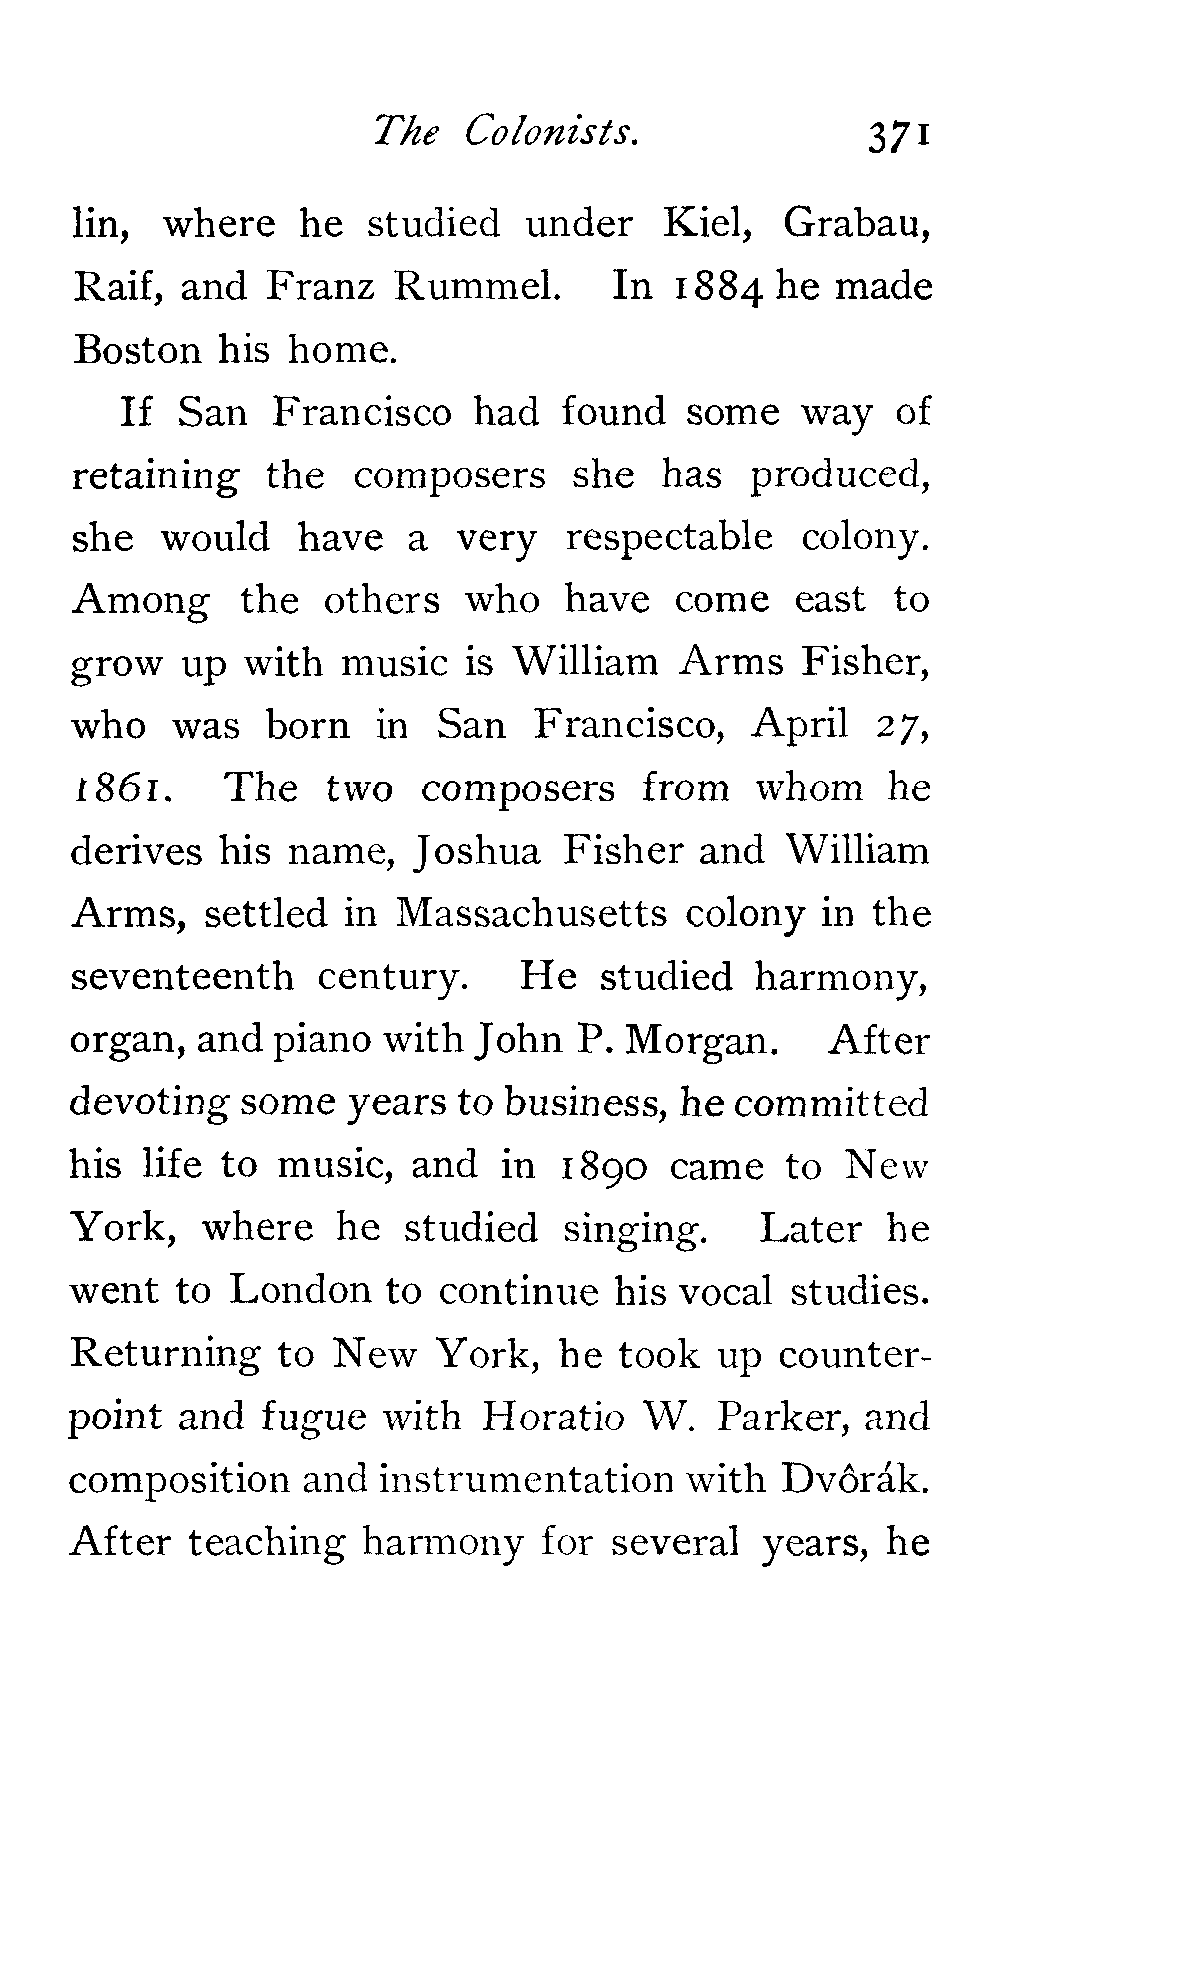 The Colonists. 371
lin, where he studied under Kiel, Grabau,
Raif, and Franz Rummel. In 1884 he made
Boston his home.
If San Francisco had found some way of
retaining the composers she has produced,
she would have a very respectable colony.
Among the others who have come east to
grow up with music is William Arms Fisher,
who was born in San Francisco, April 27,
1861. The two composers from whom he
derives his name, Joshua Fisher and William
Arms, settled in Massachusetts colony in the
seventeenth century. He studied harmony,
organ, and piano with John P. Morgan. After
devoting some years to business, he committed
his life to music, and in 1890 came to New
York, where he studied singing. Later he
went to London to continue his vocal studies.
Returning to New York, he took up counter-
point and fugue with Horatio W. Parker, and
composition and instrumentation with Dvôrák.
After teaching harmony for several years, he